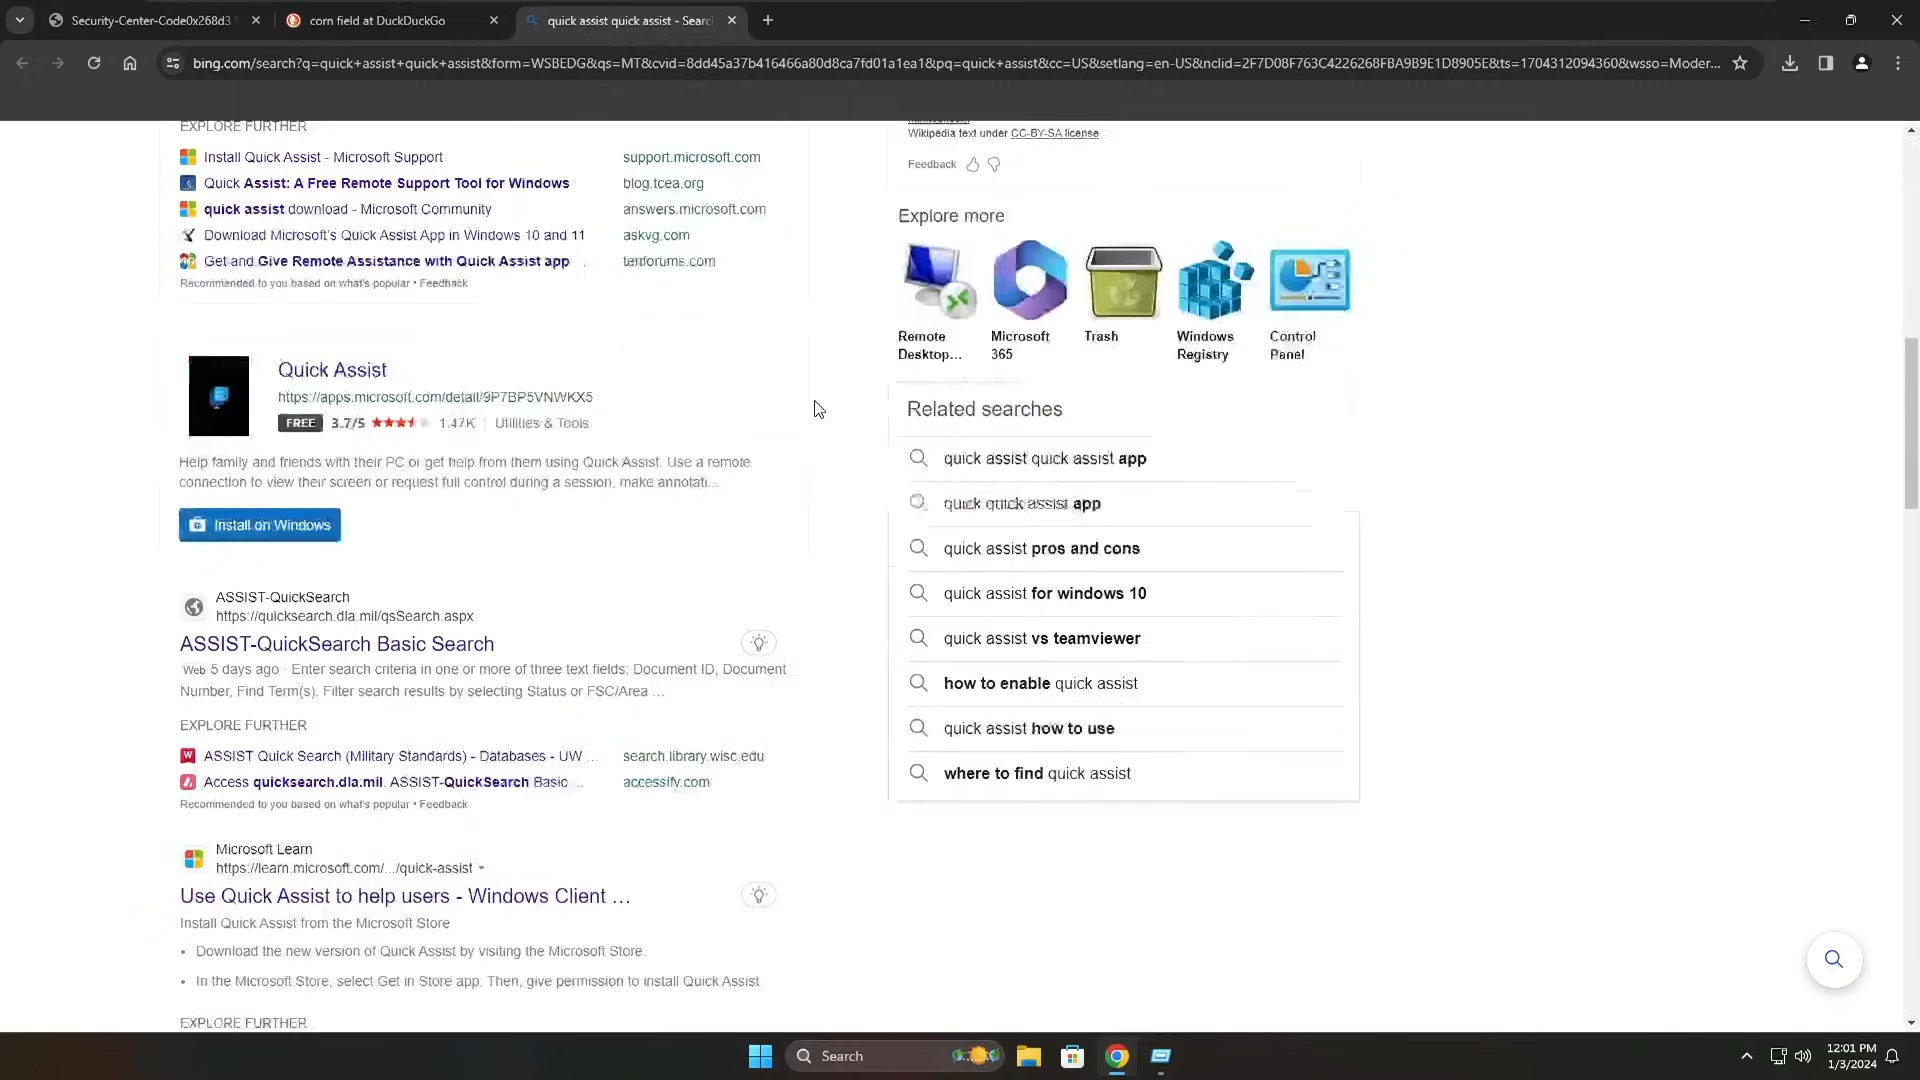 Security-Center-Code0x268d3
corn field at DuckDuckGo
quick assist quick assist - Searc
bing.com/search?q=quick+assist+quick+assist&form=WSBEDG&qs=MT&cvid=8dd45a37b416466a80d8ca7fd01a1ea1&pq=quick+assist&cc=US&setlang=en-US&nclid=2F7D08F763C4226268FBA9B9E1D8905E&ts=1704312094360&wsso=Moder...
EXPLORE FURTHER
Install Quick Assist - Microsoft Support support.microsoft.com
Quick Assist: A Free Remote Support Tool for Windows blog.tcea.org
quick assist download - Microsoft Community answers.microsoft.com
Download Microsoft's Quick Assist App in Windows 10 and 11 askvg.com
Get and Give Remote Assistance with Quick Assist app tenforums.com
Recommended to you based on what's popular • Feedback
Quick Assist
https://apps.microsoft.com/detail/9P7BP5VNWKX5
FREE 3.7/5 1.47K Utilities & Tools
Help family and friends with their PC or get help from them using Quick Assist. Use a remote
connection to view their screen or request full control during a session, make annotati...
Install on Windows
ASSIST-QuickSearch
https://quicksearch.dla.mil/qsSearch.aspx
ASSIST-QuickSearch Basic Search
Web 5 days ago · Enter search criteria in one or more of three text fields: Document ID, Document
Number, Find Term(s). Filter search results by selecting Status or FSC/Area ...
EXPLORE FURTHER
ASSIST Quick Search (Military Standards) - Databases - UW ... search.library.wisc.edu
Access quicksearch.dla.mil. ASSIST-QuickSearch Basic ... accessify.com
Recommended to you based on what's popular • Feedback
Microsoft Learn
https://learn.microsoft.com/.../quick-assist
Use Quick Assist to help users - Windows Client ...
Install Quick Assist from the Microsoft Store
• Download the new version of Quick Assist by visiting the Microsoft Store.
• In the Microsoft Store, select Get in Store app. Then, give permission to install Quick Assist
EXPLORE FURTHER
Wikipedia text under CC-BY-SA license
Feedback
Explore more
Remote
Desktop...
Microsoft
365
Trash
Windows
Registry
Control
Panel
Related searches
quick assist quick assist app
quick quick assist app
quick assist pros and cons
quick assist for windows 10
quick assist vs teamviewer
how to enable quick assist
quick assist how to use
where to find quick assist
Search
12:01 PM
1/3/2024